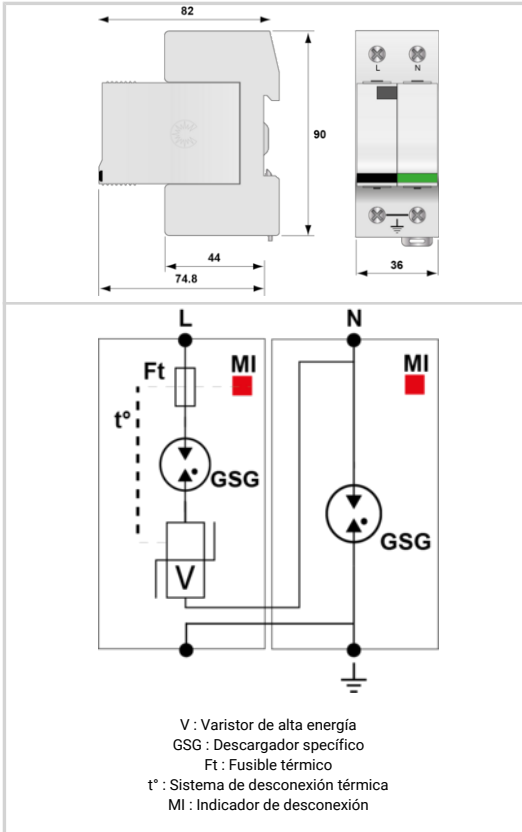 82
L N
90
44
74.8
36
L N
Ft MI MI
t°
GSG
GSG
V
V : Varistor de alta energía
GSG : Descargador específico
Ft : Fusible térmico
t° : Sistema de desconexión térmica
MI : Indicador de desconexión